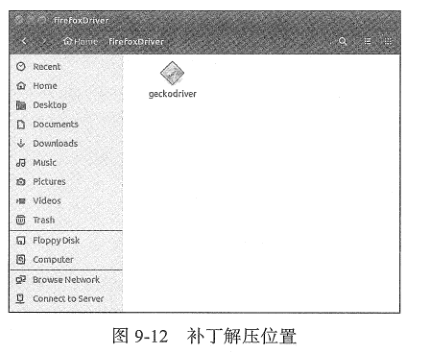 firefoxDriver
Home firefoxDriver
Recent
Home
Desktop
Documents
Downloads
Music
Pictures
Videos
Trash
Floppy Disk
Computer
Browse Network
Connect to Server
geckodriver
图 9-12 补丁解压位置